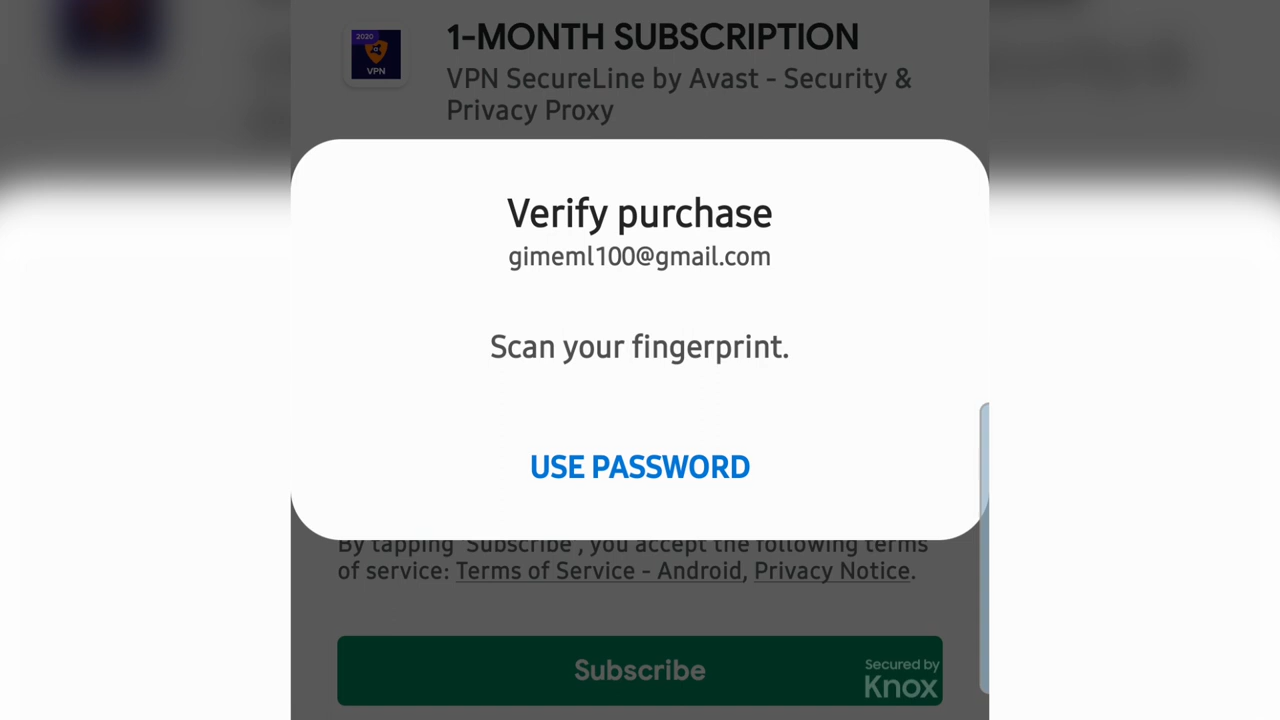 2020
VPN
1-MONTH SUBSCRIPTION
VPN SecureLine by Avast - Security &
Privacy Proxy
Verify purchase
gimeml100@gmail.com
Scan your fingerprint.
USE PASSWORD
By tapping "Subscribe", you accept the following terms
of service: Terms of Service - Android, Privacy Notice.
Subscribe
Secured by
Knox